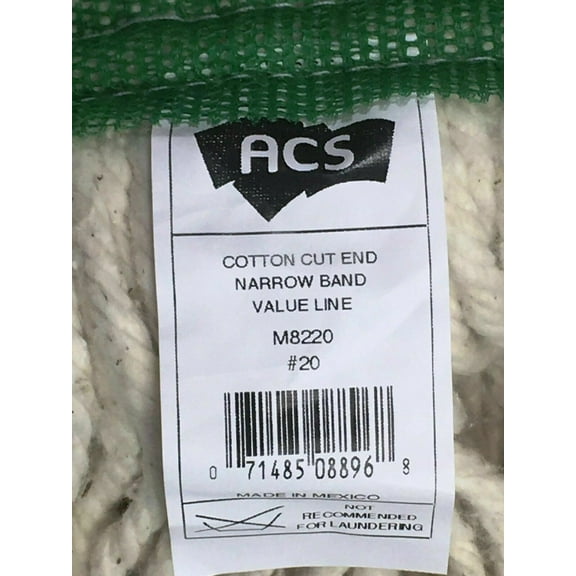 ACS
COTTON CUT END
NARROW BAND
VALUE LINE
M8220
#20
0 71485 08896 8
MADE IN MEXICO
NOT
RECOMMENDED
FOR LAUNDERING